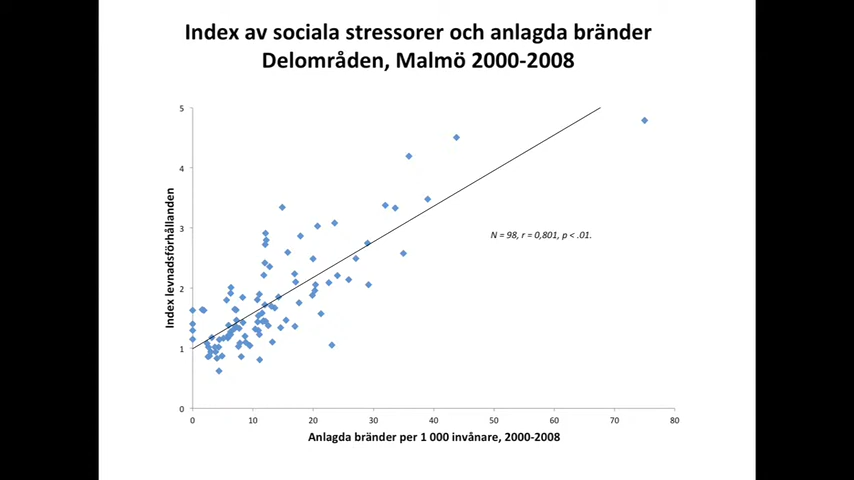 Index av sociala stressorer och anlagda bränder
Delområden, Malmö 2000-2008
5
4
3
2
1
0
Index levnadsförhållanden
N = 98, r = 0,801, p < .01.
0 10 20 30 40 50 60 70 80
Anlagda bränder per 1 000 invånare, 2000-2008